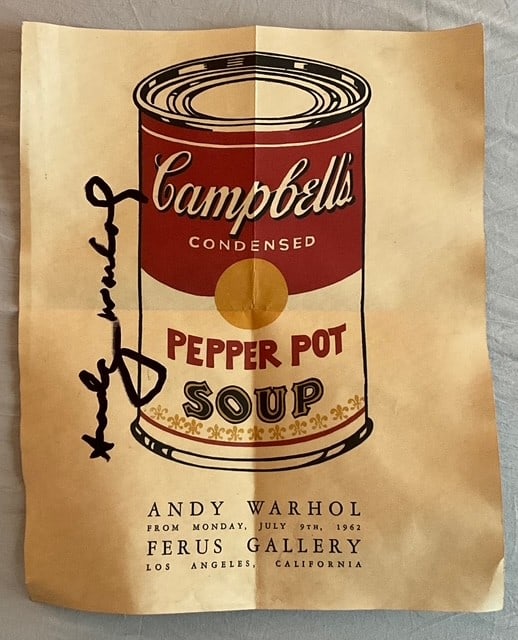 Campbell's
CONDENSED
PEPPER POT
SOUP
Andy Warhol
ANDY WARHOL
FROM MONDAY, JULY 9TH, 1962
FERUS GALLERY
LOS ANGELES, CALIFORNIA